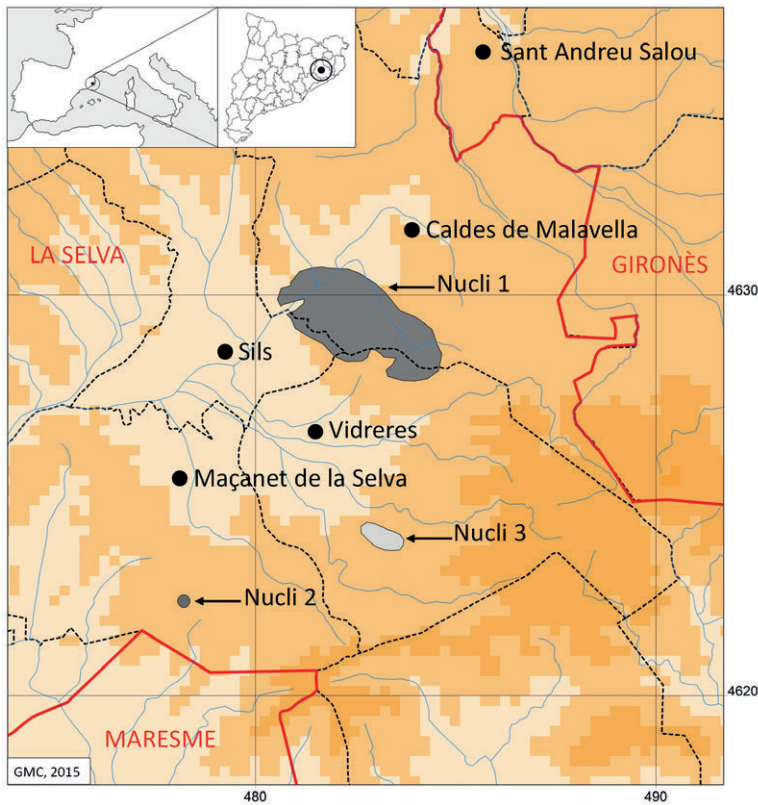 Sant Andreu Salou
Caldes de Malavella
LA SELVA
GIRONÈS
Nucli 1
4630
Sils
Vidreres
Maçanet de la Selva
Nucli 3
Nucli 2
4620
MARESME
GMC, 2015
480
490